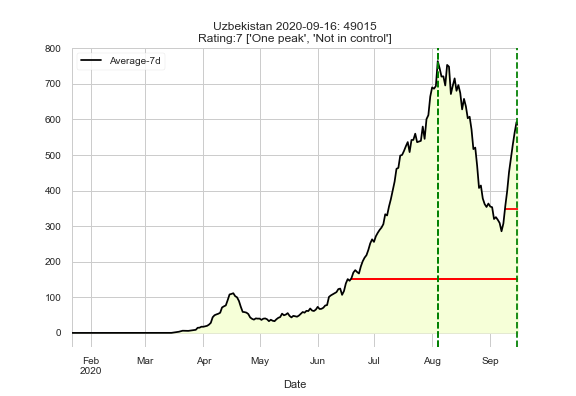 Uzbekistan 2020-09-16: 49015
Rating:7 ['One peak', 'Not in control']
Average-7d
800
700
600
500
400
300
200
100
0
Feb Mar Apr May Jun Jul Aug Sep
2020
Date